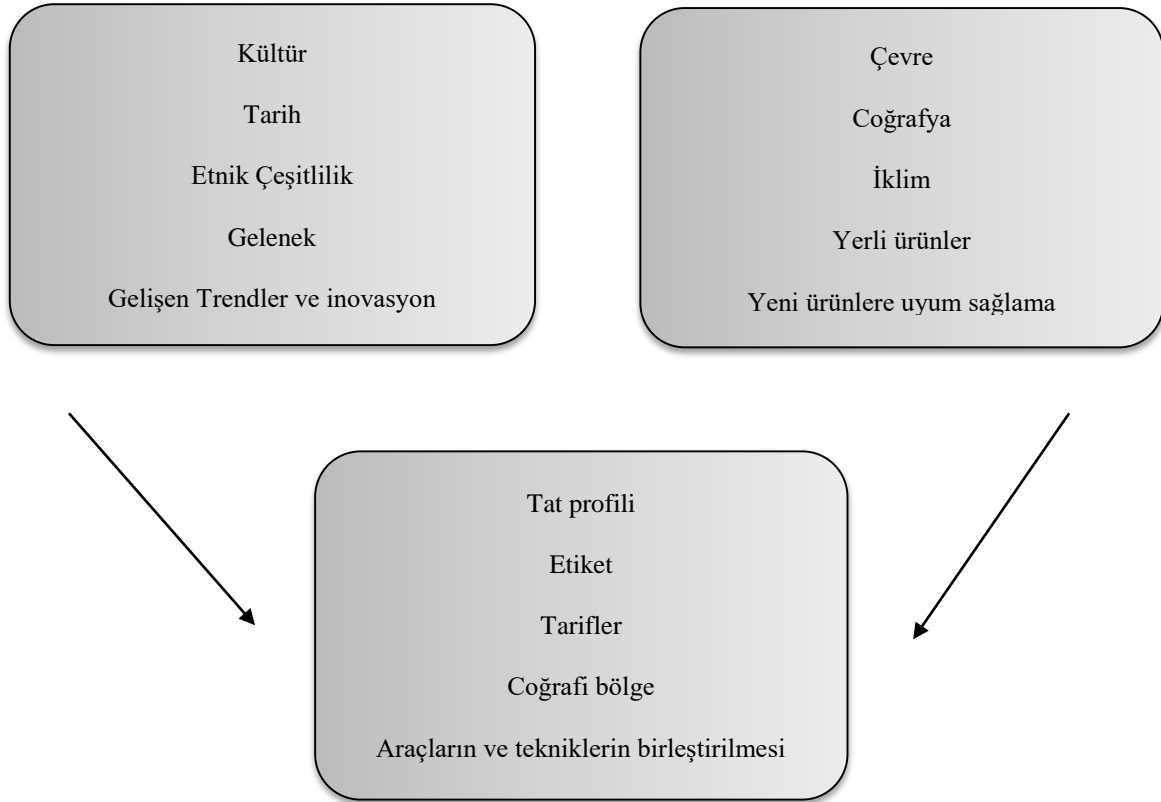 Kültür
Tarih
Etnik Çeşitlilik
Gelenek
Gelişen Trendler ve inovasyon
Çevre
Coğrafya
İklim
Yerli ürünler
Yeni ürünlere uyum sağlama
Tat profili
Etiket
Tarifler
Coğrafi bölge
Araçların ve tekniklerin birleştirilmesi